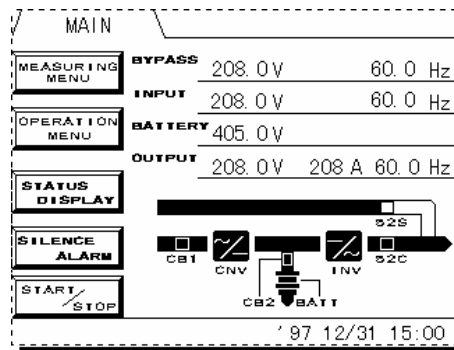 MAIN
MEASURING
MENU
BYPASS 208.0V 60.0 Hz
INPUT 208.0V 60.0 Hz
OPERATION
MENU
BATTERY 405.0V
OUTPUT 208.0V 208 A 60.0 Hz
STATUS
DISPLAY
52S
SILENCE
ALARM
CB1 CNV INV 52C
START/
STOP
CB2 BATT
'97 12/31 15:00